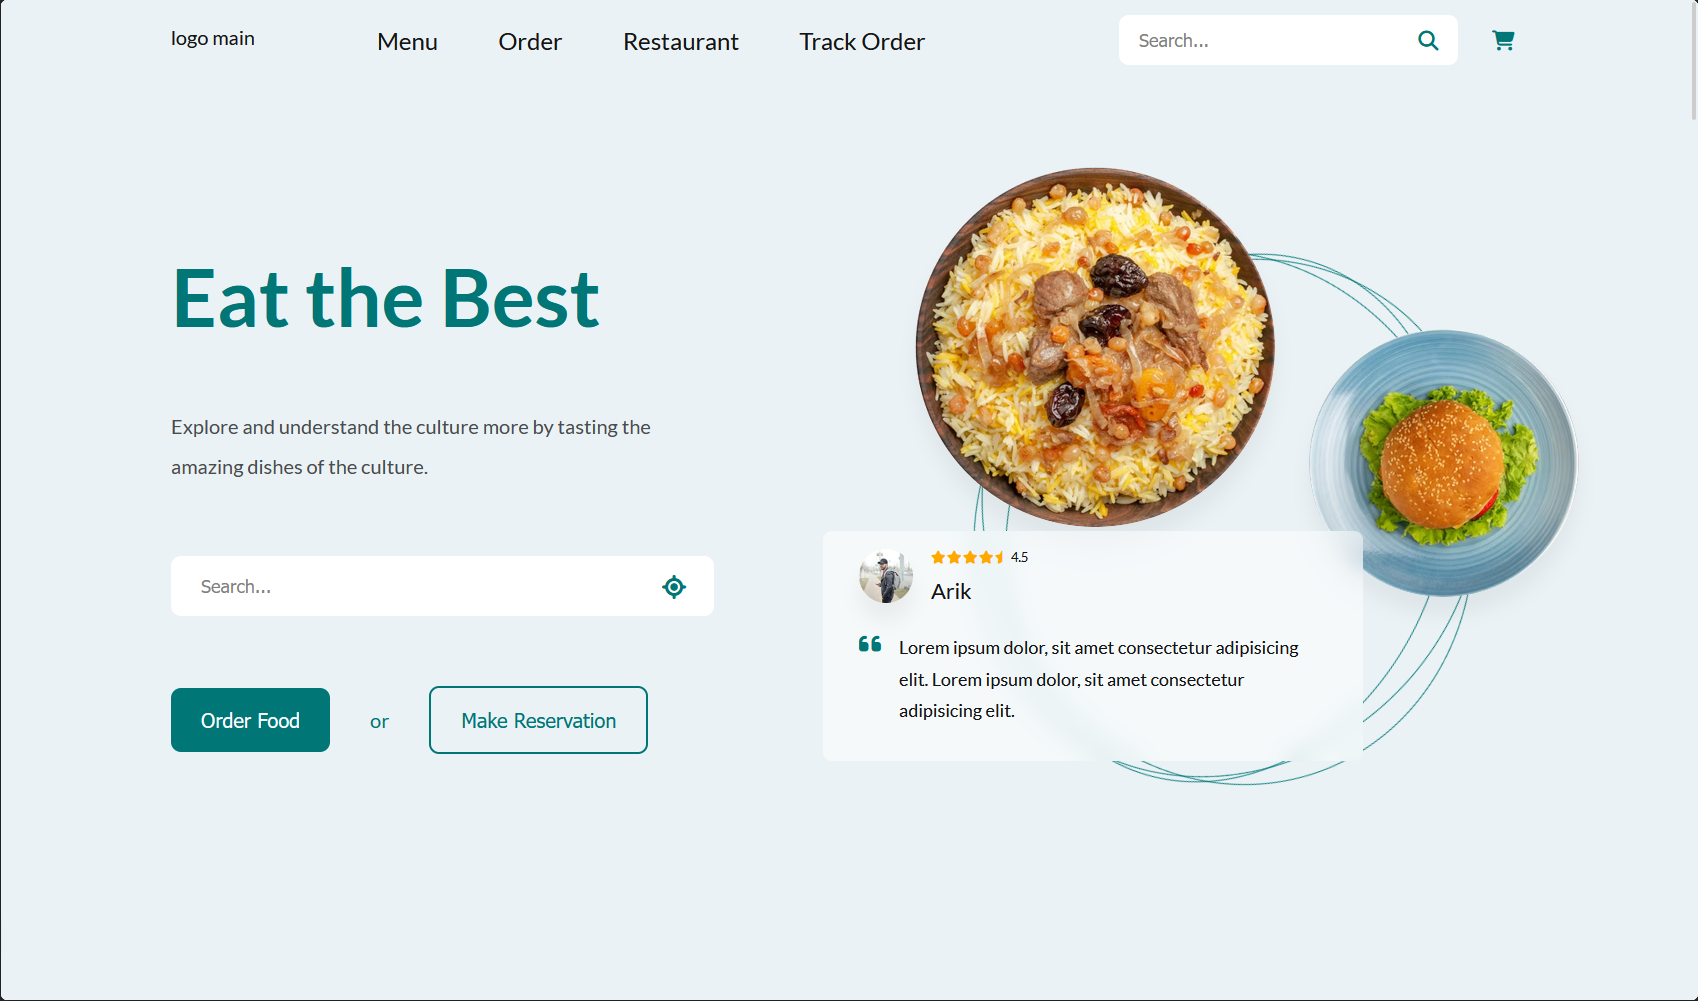 logo main
Menu
Order
Restaurant
Track Order
Search...
Eat the Best
Explore and understand the culture more by tasting the
amazing dishes of the culture.
Search...
Order Food
or
Make Reservation
4.5
Arik
Lorem ipsum dolor, sit amet consectetur adipisicing
elit. Lorem ipsum dolor, sit amet consectetur
adipisicing elit.